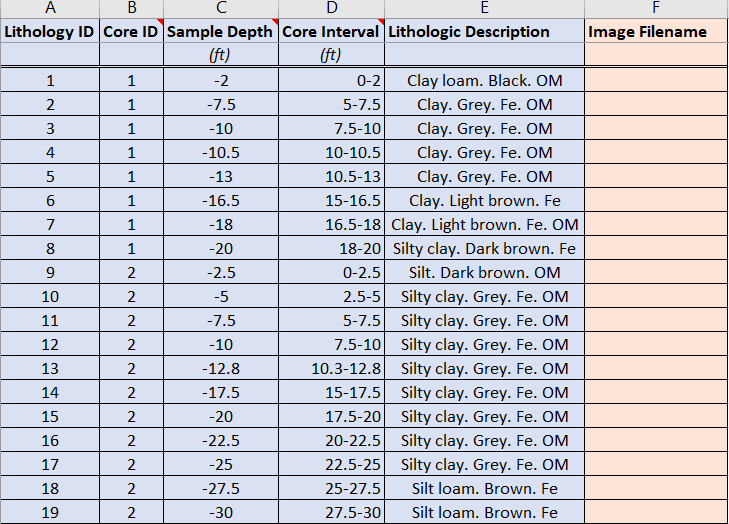 A B C D E F
Lithology ID Core ID Sample Depth Core Interval Lithologic Description Image Filename
(ft) (ft)
1 1 -2 0-2 Clay loam. Black. OM
2 1 -7.5 5-7.5 Clay. Grey. Fe. OM
3 1 -10 7.5-10 Clay. Grey. Fe. OM
4 1 -10.5 10-10.5 Clay. Grey. Fe. OM
5 1 -13 10.5-13 Clay. Grey. Fe. OM
6 1 -16.5 15-16.5 Clay. Light brown. Fe
7 1 -18 16.5-18 Clay. Light brown. Fe. OM
8 1 -20 18-20 Silty clay. Dark brown. Fe
9 2 -2.5 0-2.5 Silt. Dark brown. OM
10 2 -5 2.5-5 Silty clay. Grey. Fe. OM
11 2 -7.5 5-7.5 Silty clay. Grey. Fe. OM
12 2 -10 7.5-10 Silty clay. Grey. Fe. OM
13 2 -12.8 10.3-12.8 Silty clay. Grey. Fe. OM
14 2 -17.5 15-17.5 Silty clay. Grey. Fe. OM
15 2 -20 17.5-20 Silty clay. Grey. Fe. OM
16 2 -22.5 20-22.5 Silty clay. Grey. Fe. OM
17 2 -25 22.5-25 Silty clay. Grey. Fe. OM
18 2 -27.5 25-27.5 Silt loam. Brown. Fe
19 2 -30 27.5-30 Silt loam. Brown. Fe